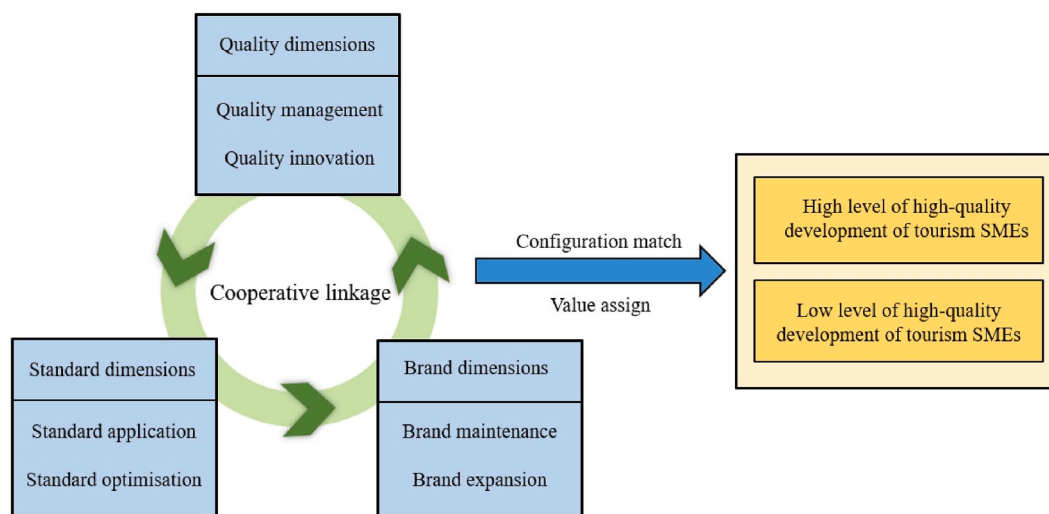 Quality dimensions
Quality management
Quality innovation
Cooperative linkage
Standard dimensions
Standard application
Standard optimisation
Brand dimensions
Brand maintenance
Brand expansion
Configuration match
Value assign
High level of high-quality
development of tourism SMEs
Low level of high-quality
development of tourism SMEs